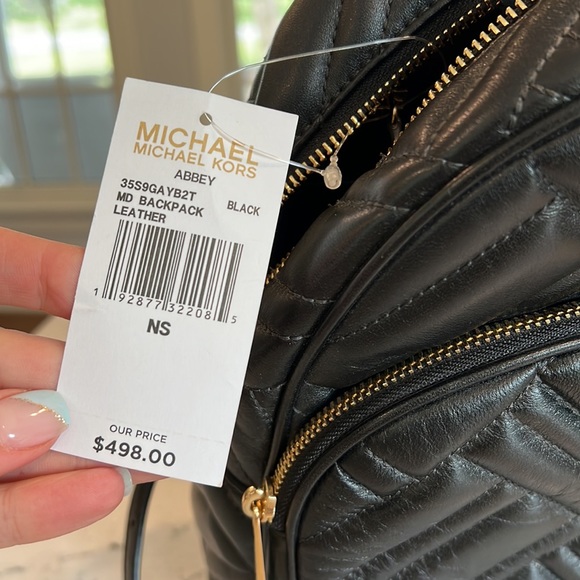 MICHAEL
MICHAEL KORS
ABBEY
35S9GAYB2T BLACK
MD BACKPACK
LEATHER
1 92877 32208 5
NS
OUR PRICE
$498.00